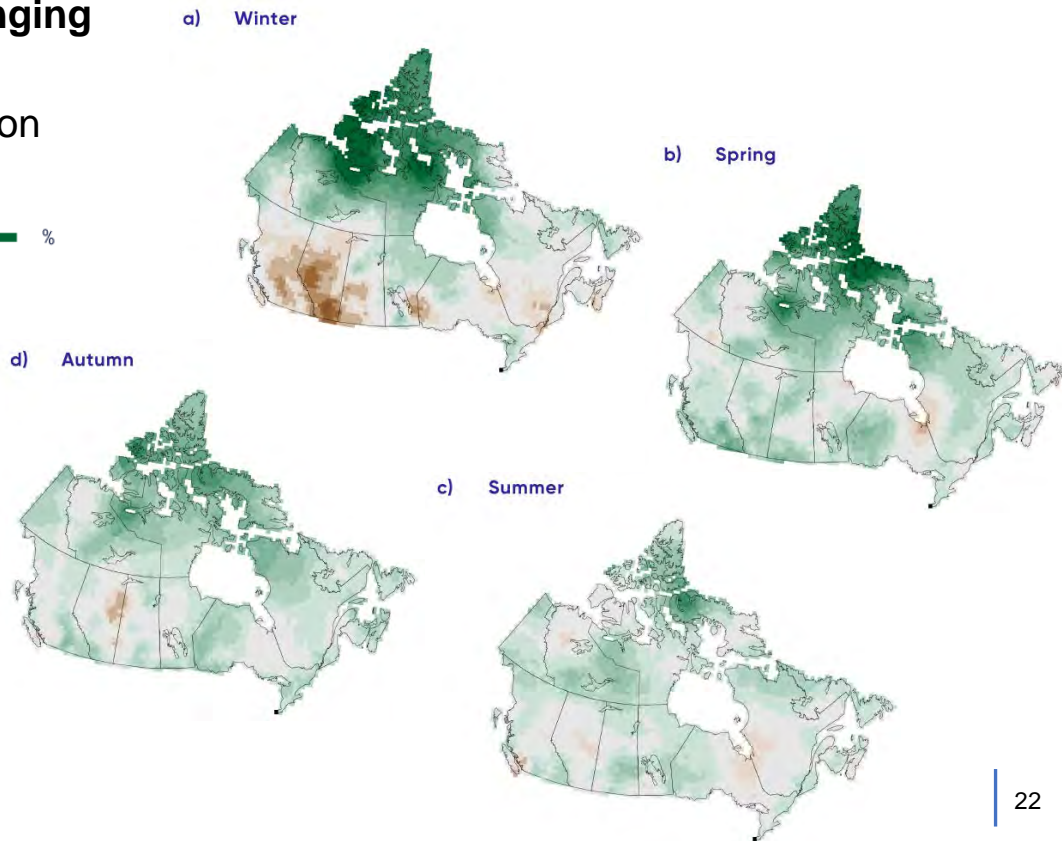 nging
on
%
a) Winter
b) Spring
d) Autumn
c) Summer
22